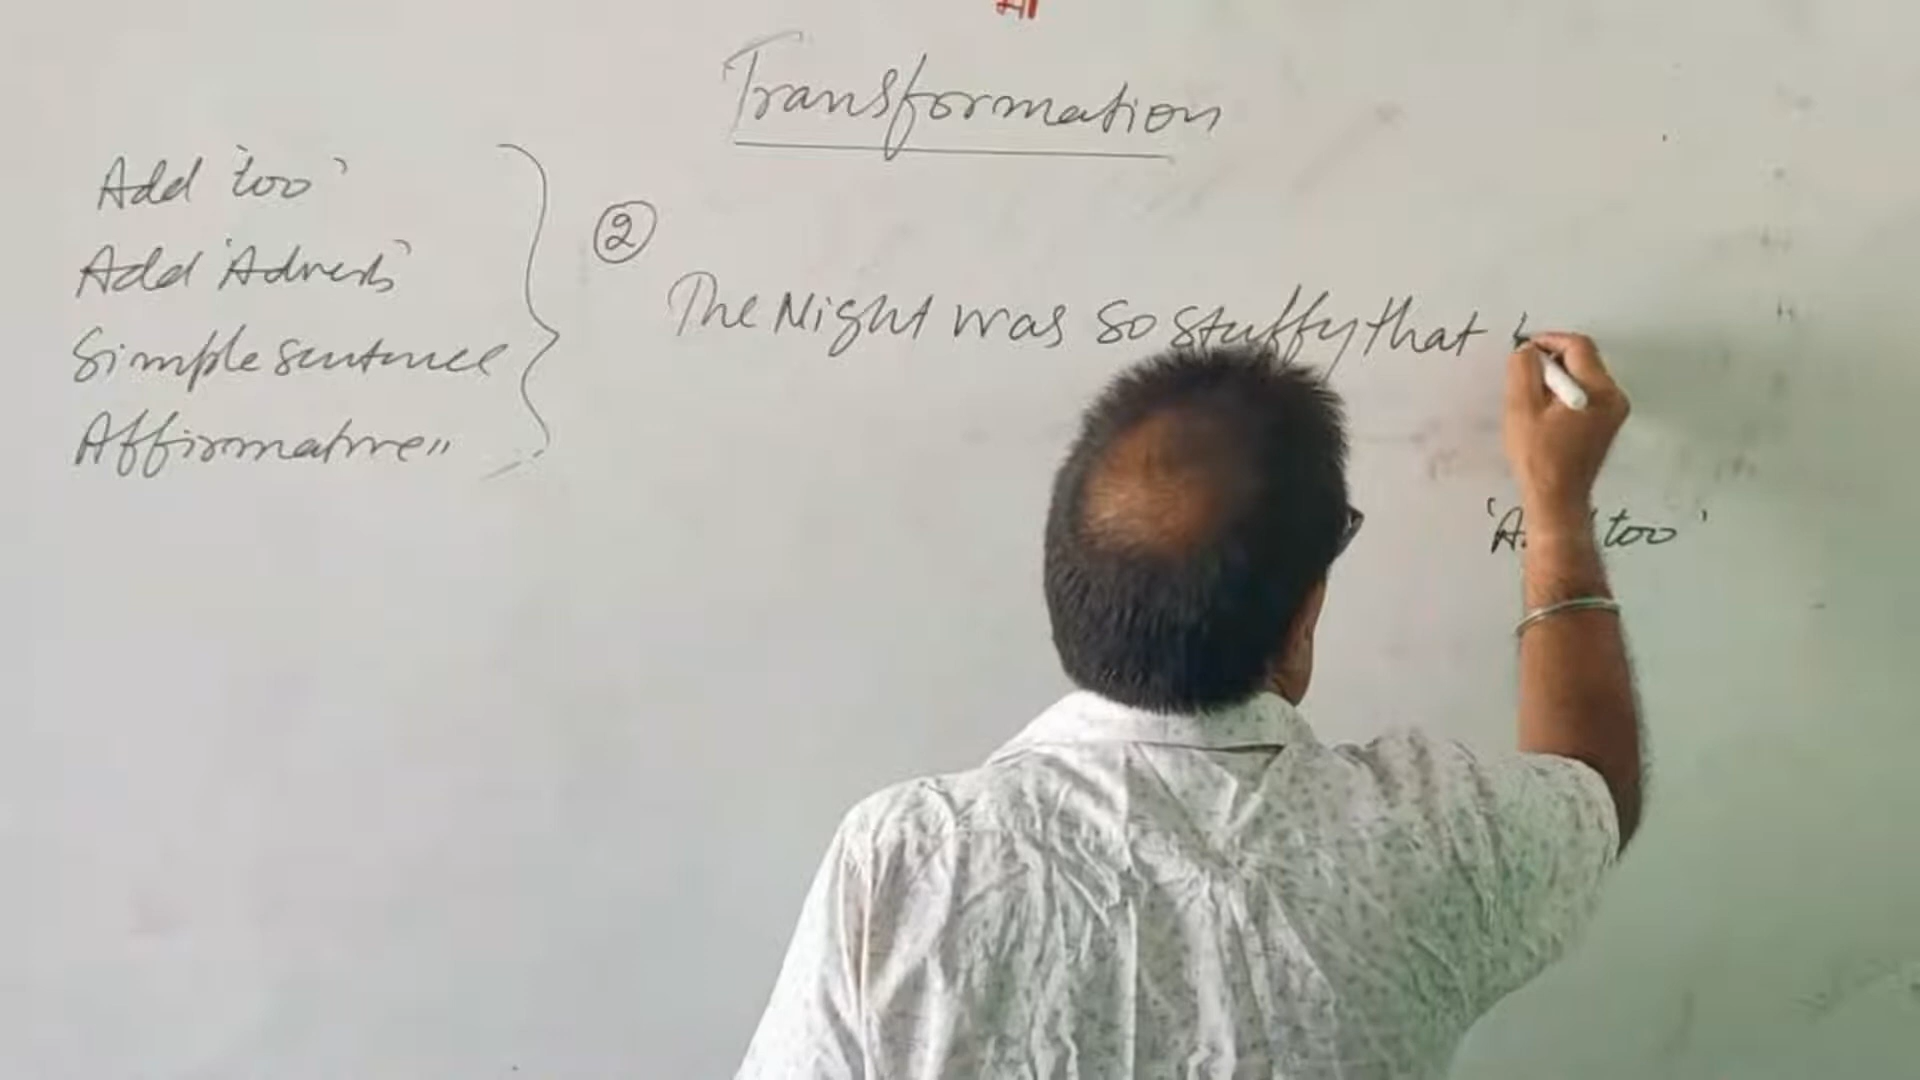 मा
Transformation
Add 'too'
Add 'Adverb'
Simple sentence
Affirmative "
②
The Night was so stuffy that
too'